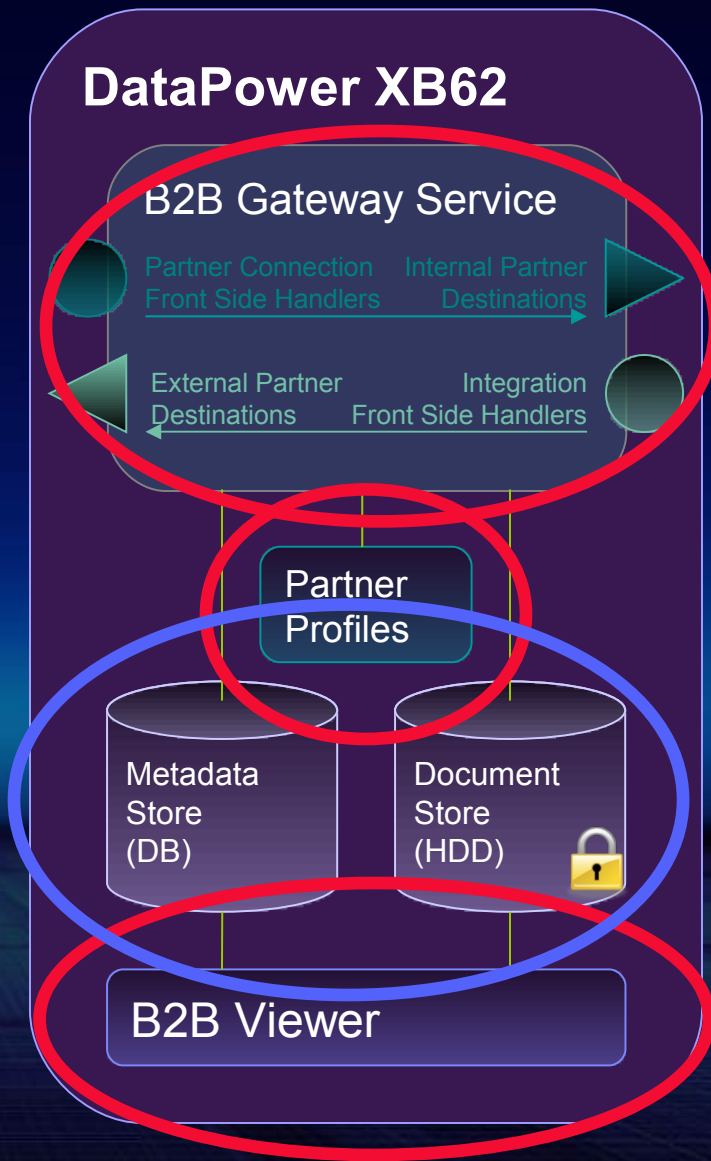 DataPower XB62
B2B Gateway Service
Partner Connection
Front Side Handlers
Internal Partner
Destinations
External Partner
Destinations
Integration
Front Side Handlers
Partner
Profiles
Metadata
Store
(DB)
Document
Store
(HDD)
B2B Viewer